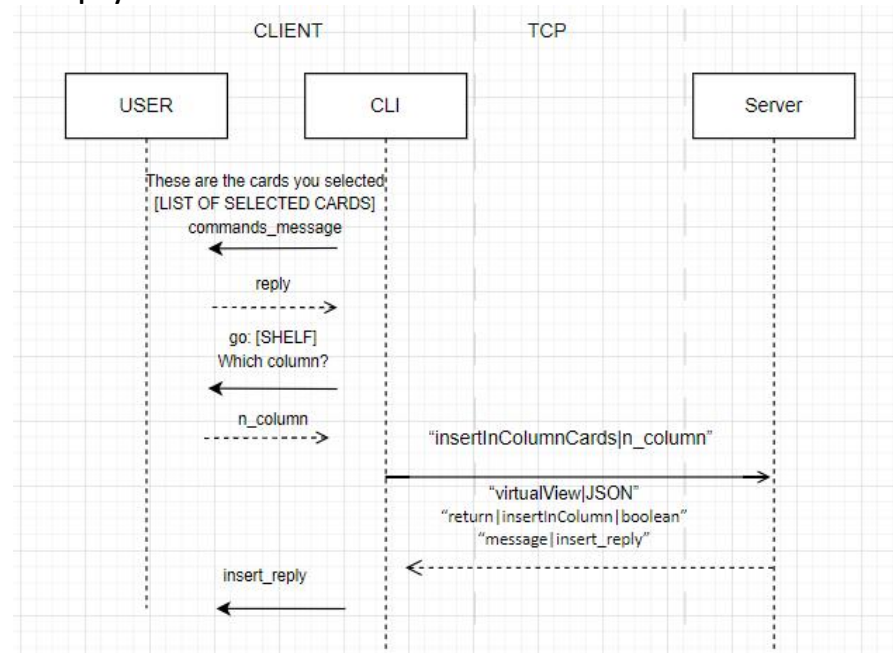 CLIENT
TCP
USER
CLI
Server
These are the cards you selected
[LIST OF SELECTED CARDS]
commands_message
reply
go: [SHELF]
Which column?
n_column
“insertInColumnCards|n_column”
“virtualView|JSON”
“return|insertInColumn|boolean”
“message|insert_reply”
insert_reply